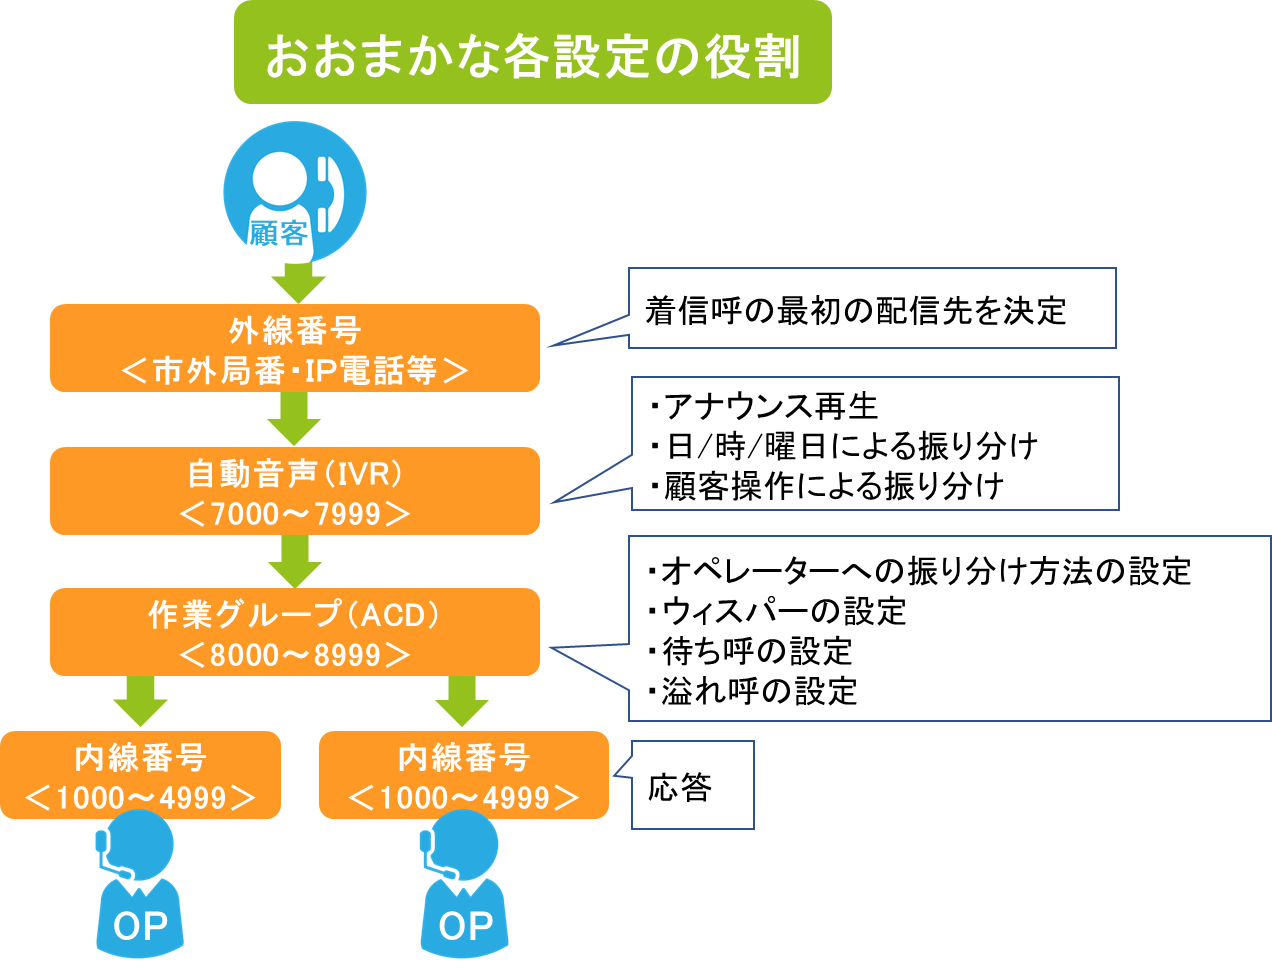 おおまかな各設定の役割
顧客
外線番号
＜市外局番・IP電話等＞
着信呼の最初の配信先を決定
自動音声（IVR）
＜7000～7999＞
・アナウンス再生
・日/時/曜日による振り分け
・顧客操作による振り分け
作業グループ（ACD）
＜8000～8999＞
・オペレーターへの振り分け方法の設定
・ウィスパーの設定
・待ち呼の設定
・溢れ呼の設定
内線番号
＜1000～4999＞
内線番号
＜1000～4999＞
応答
OP
OP